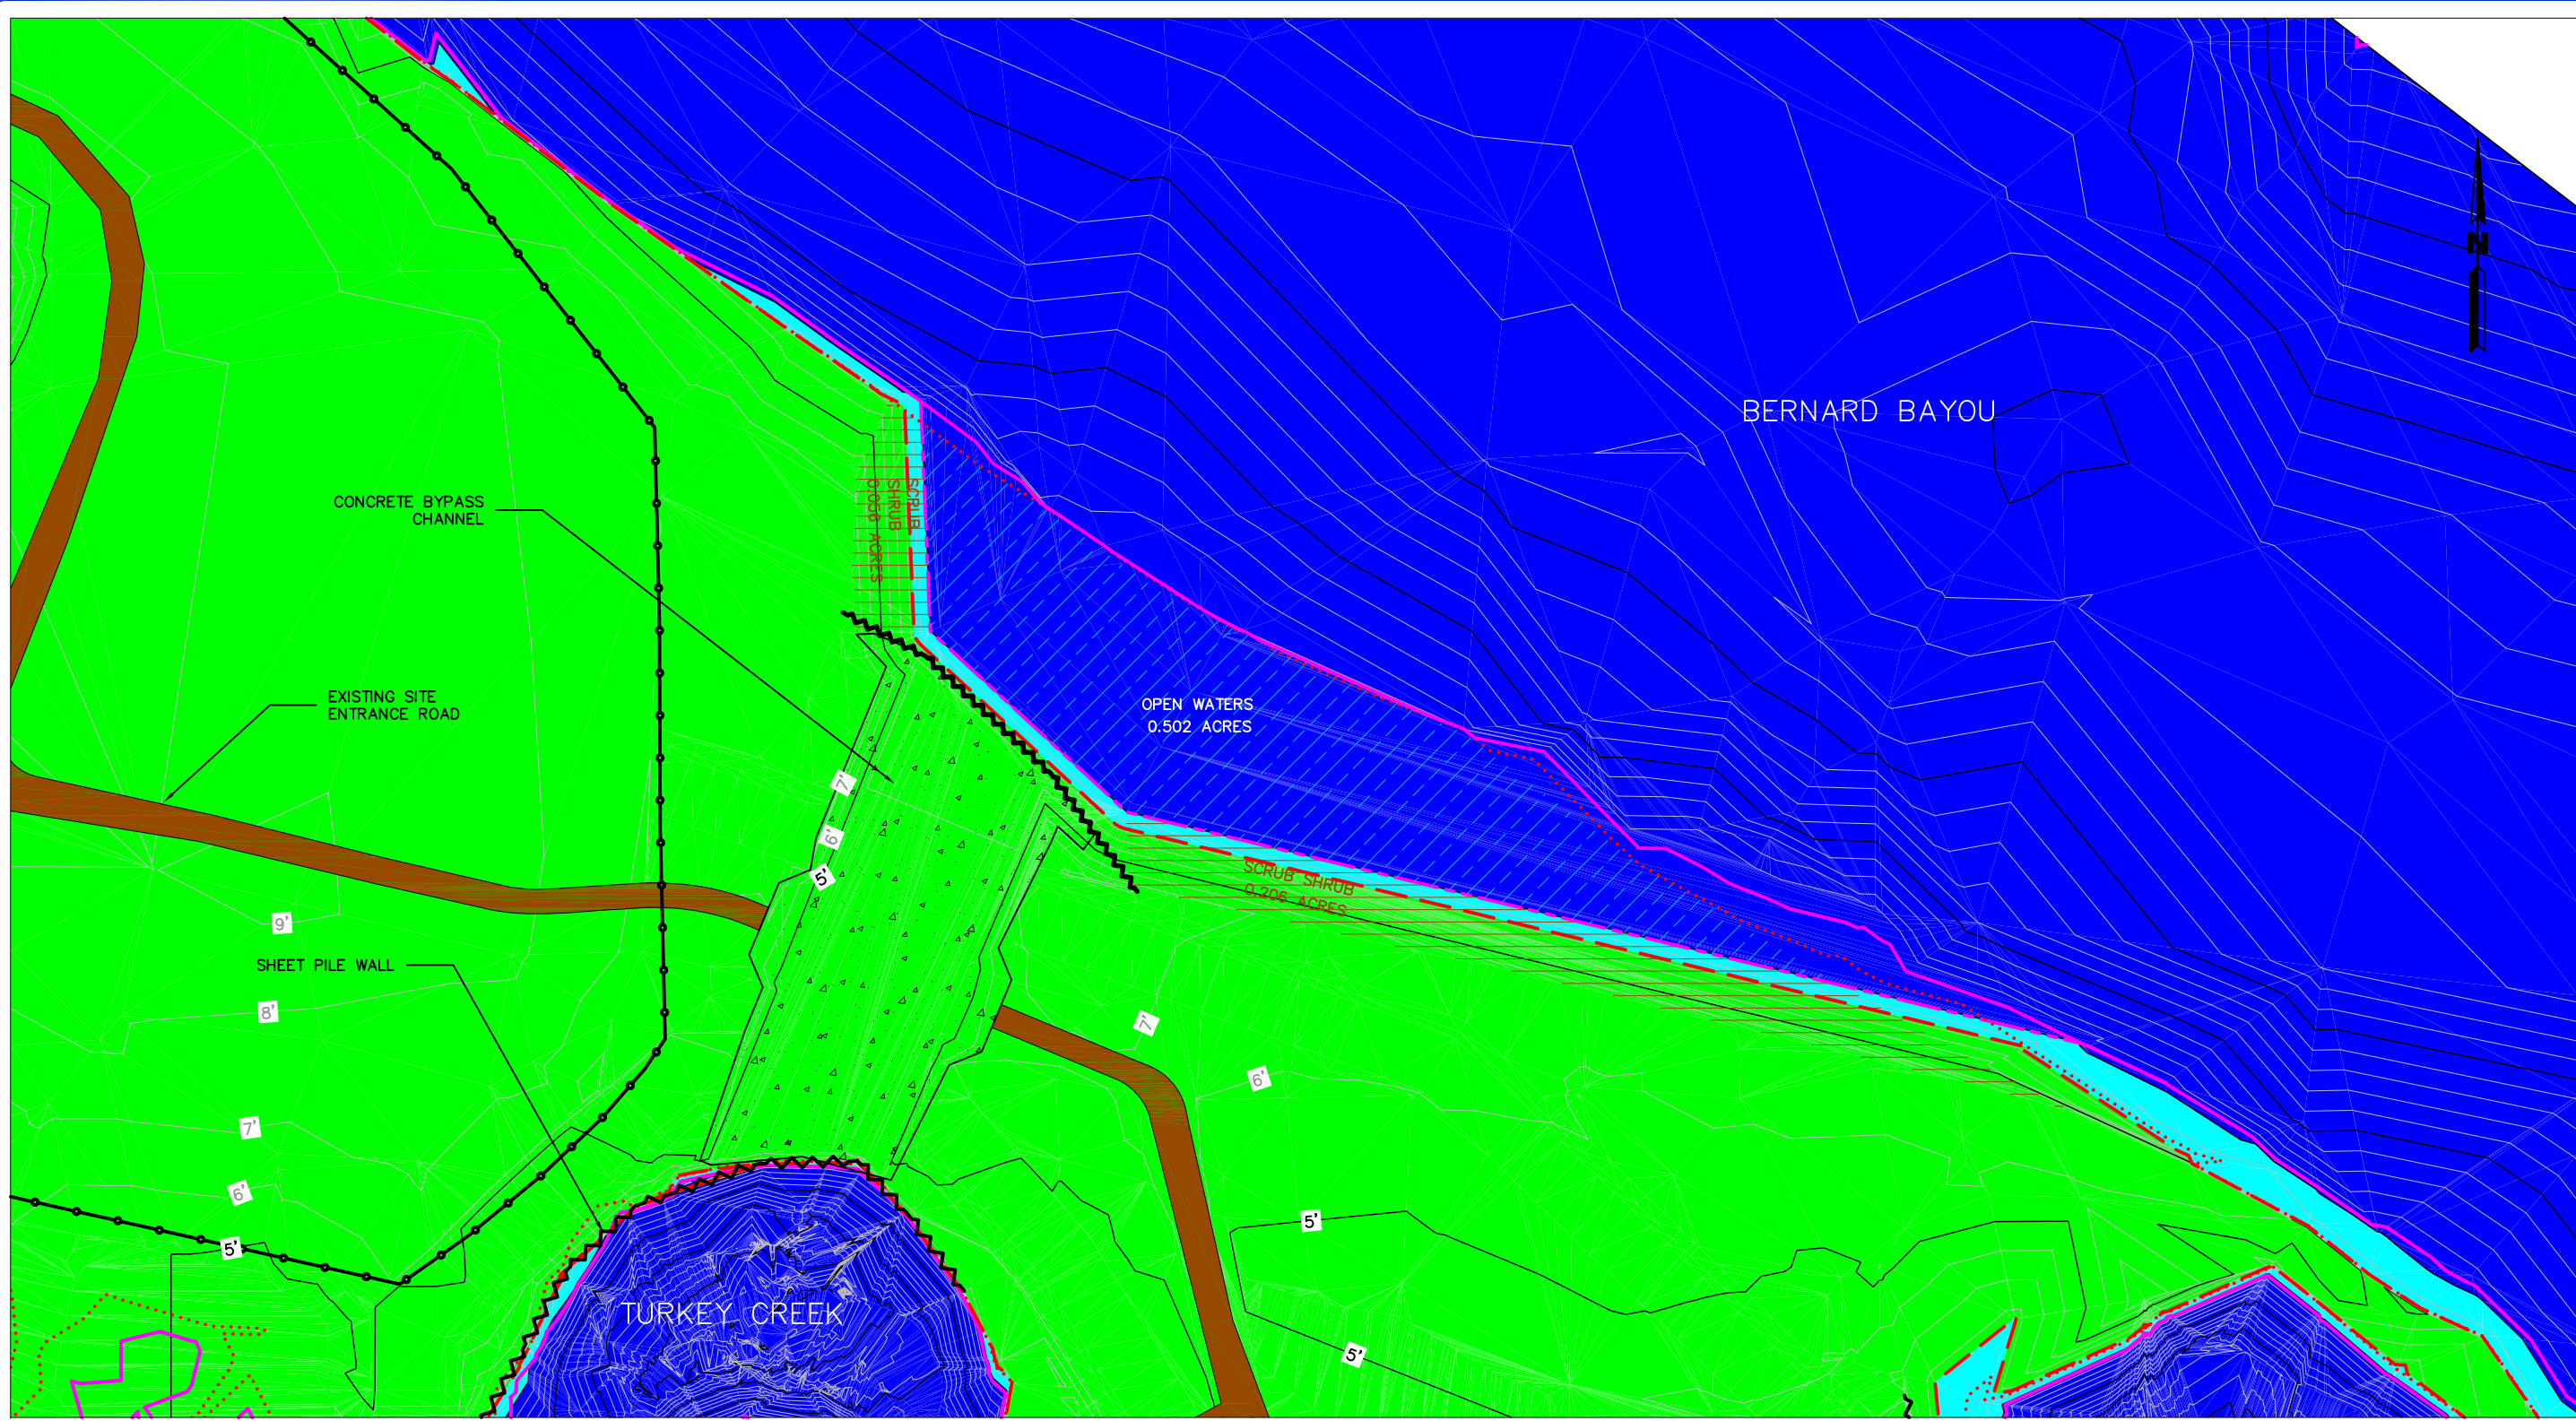 N
BERNARD BAYOU
CONCRETE BYPASS
CHANNEL
SCRUB
SHRUB
0.056 ACRES
EXISTING SITE
ENTRANCE ROAD
OPEN WATERS
0.502 ACRES
7'
6'
5'
SCRUB SHRUB
0.206 ACRES
9'
SHEET PILE WALL
8'
7'
6'
7'
6'
5'
5'
5'
TURKEY CREEK